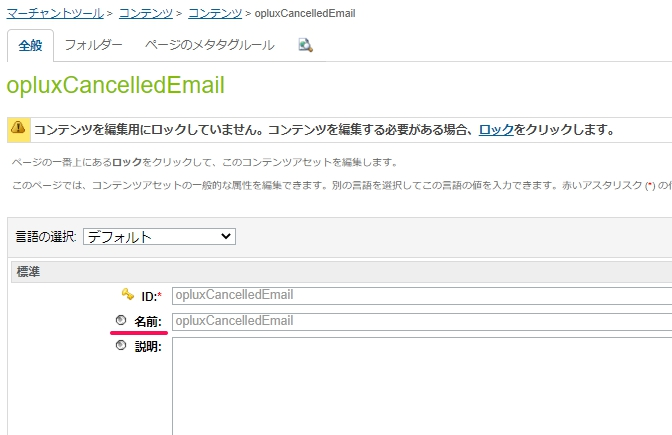 マーチャントツール > コンテンツ > コンテンツ > opluxCancelledEmail
全般 フォルダー ページのメタタグルール
opluxCancelledEmail
コンテンツを編集用にロックしていません。コンテンツを編集する必要がある場合、ロックをクリックします。
ページの一番上にあるロックをクリックして、このコンテンツアセットを編集します。
このページでは、コンテンツアセットの一般的な属性を編集できます。別の言語を選択してこの言語の値を入力できます。赤いアスタリスク (*) の
言語の選択: デフォルト
標準
ID:* opluxCancelledEmail
名前: opluxCancelledEmail
説明: